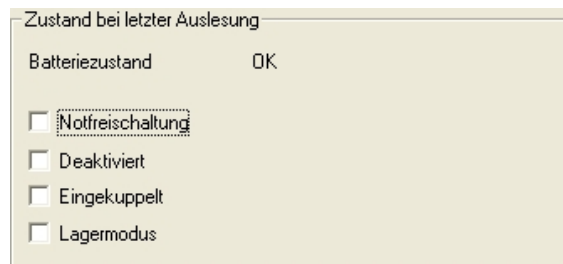 Zustand bei letzter Auslesung
Batteriezustand OK
Notfreischaltung
Deaktiviert
Eingekuppelt
Lagermodus